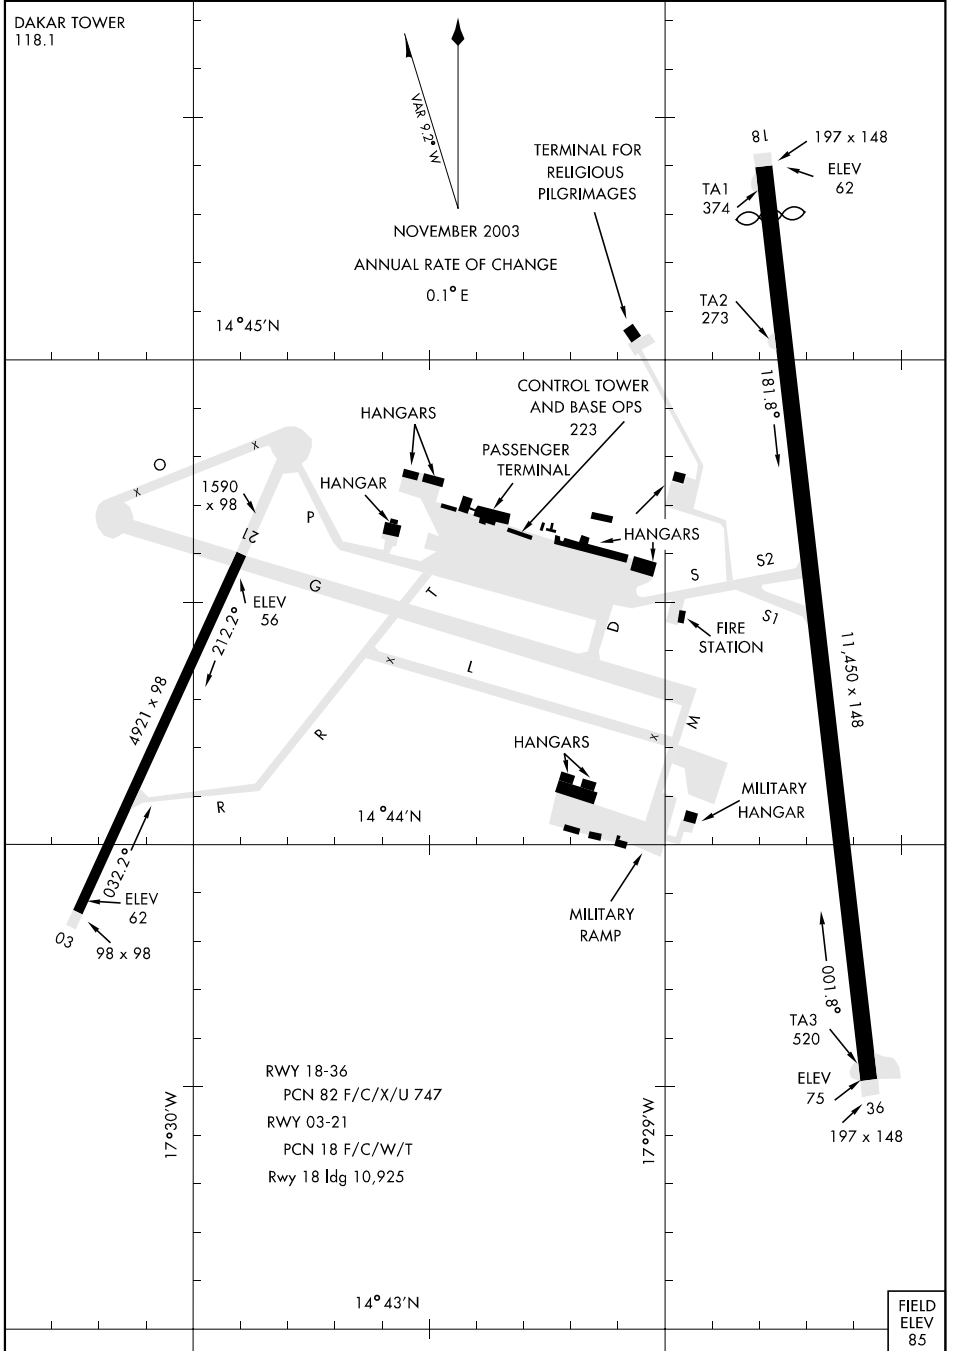 DAKAR TOWER
118.1
VAR 9.2° W
NOVEMBER 2003
ANNUAL RATE OF CHANGE
0.1° E
TERMINAL FOR
RELIGIOUS
PILGRIMAGES
18
197 x 148
ELEV
62
TA1
374
TA2
273
14°45'N
181.8°
CONTROL TOWER
AND BASE OPS
223
HANGARS
PASSENGER
TERMINAL
HANGAR
O
x
x
1590
x 98
P
21
HANGARS
G
T
S
S2
S1
D
ELEV
56
212.2°
FIRE
STATION
11,450 x 148
4921 x 98
x
L
x
M
R
HANGARS
R
14°44'N
MILITARY
HANGAR
032.2°
ELEV
62
03
98 x 98
MILITARY
RAMP
001.8°
TA3
520
ELEV
75
36
197 x 148
RWY 18-36
PCN 82 F/C/X/U 747
RWY 03-21
PCN 18 F/C/W/T
Rwy 18 ldg 10,925
17°30'W
17°29'W
14°43'N
FIELD
ELEV
85